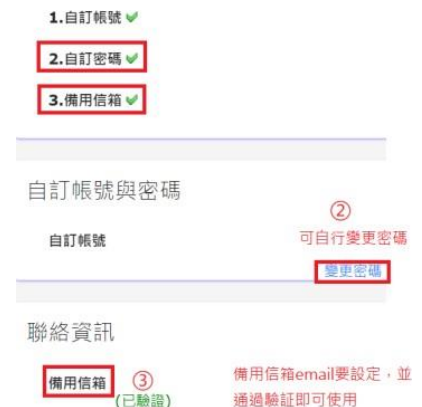 1.自訂帳號
2.自訂密碼
3.備用信箱
自訂帳號與密碼
②
自訂帳號 可自行變更密碼
變更密碼
聯絡資訊
備用信箱 ③ 備用信箱email要設定，並
(已驗證) 通過驗証即可使用